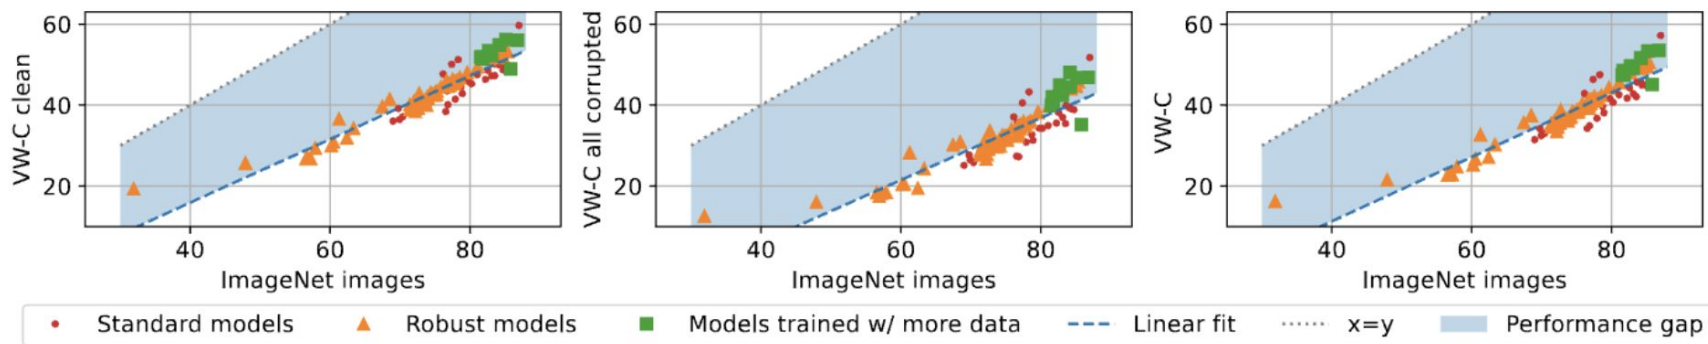 60
40
20
VW-C clean
40
60
80
ImageNet images
60
40
20
VW-C all corrupted
40
60
80
ImageNet images
60
40
20
VW-C
40
60
80
ImageNet images
Standard models Robust models Models trained w/ more data Linear fit x=y Performance gap